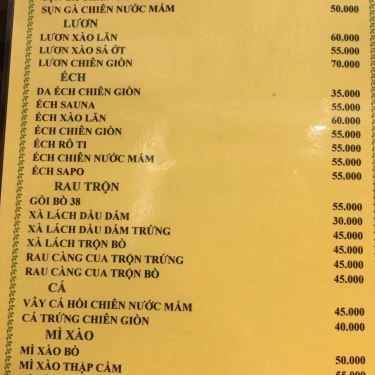 SỤN GÀ CHIÊN NƯỚC MẮM 50.000
LƯƠN
LƯƠN XÀO LĂN 60.000
LƯƠN XÀO SẢ ỚT 55.000
LƯƠN CHIÊN GIÒN 70.000
ẾCH
DA ẾCH CHIÊN GIÒN 35.000
ẾCH SAUNA 55.000
ẾCH XÀO LĂN 60.000
ẾCH CHIÊN GIÒN 55.000
ẾCH RÔ TI 55.000
ẾCH CHIÊN NƯỚC MẮM 55.000
ẾCH SAPO 55.000
RAU TRỘN
GỎI BÒ 38 55.000
XÀ LÁCH DẦU DẤM 30.000
XÀ LÁCH DẦU DẤM TRỨNG 45.000
XÀ LÁCH TRỘN BÒ 45.000
RAU CÀNG CUA TRỘN TRỨNG 45.000
RAU CÀNG CUA TRỘN BÒ 45.000
CÁ
VÂY CÁ HỒI CHIÊN NƯỚC MẮM 45.000
CÁ TRỨNG CHIÊN GIÒN 40.000
MÌ XÀO
MÌ XÀO BÒ 50.000
MÌ XÀO THẬP CẨM 55.000